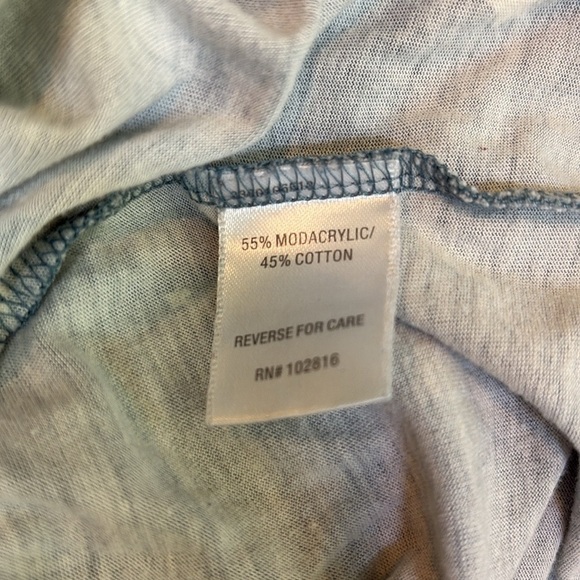 55% MODACRYLIC/
45% COTTON
REVERSE FOR CARE
RN# 102816